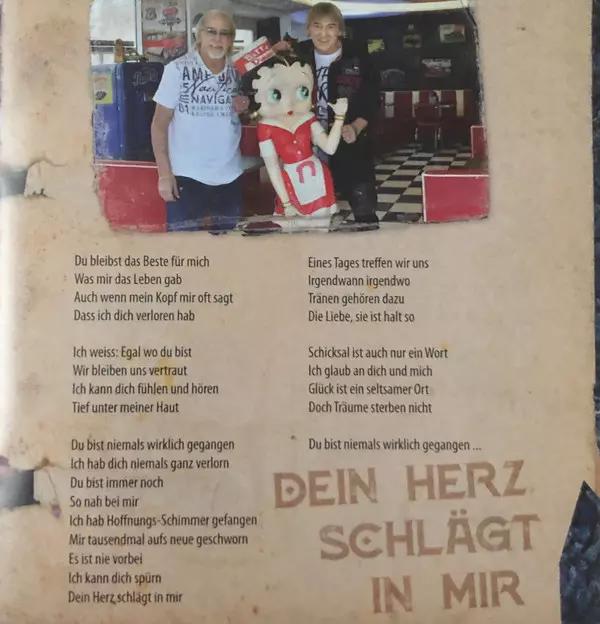 NAVIGAT
Du bleibst das Beste für mich
Was mir das Leben gab
Auch wenn mein Kopf mir oft sagt
Dass ich dich verloren hab
Ich weiss: Egal wo du bist
Wir bleiben uns vertraut
Ich kann dich fühlen und hören
Tief unter meiner Haut
Du bist niemals wirklich gegangen
Ich hab dich niemals ganz verlorn
Du bist immer noch
So nah bei mir
Ich hab Hoffnungs-Schimmer gefangen
Mir tausendmal aufs neue geschworn
Es ist nie vorbei
Ich kann dich spürn
Dein Herz schlägt in mir
Eines Tages treffen wir uns
Irgendwann irgendwo
Tränen gehören dazu
Die Liebe, sie ist halt so
Schicksal ist auch nur ein Wort
Ich glaub an dich und mich
Glück ist ein seltsamer Ort
Doch Träume sterben nicht
Du bist niemals wirklich gegangen ...
DEIN HERZ
SCHLÄGT
IN MIR